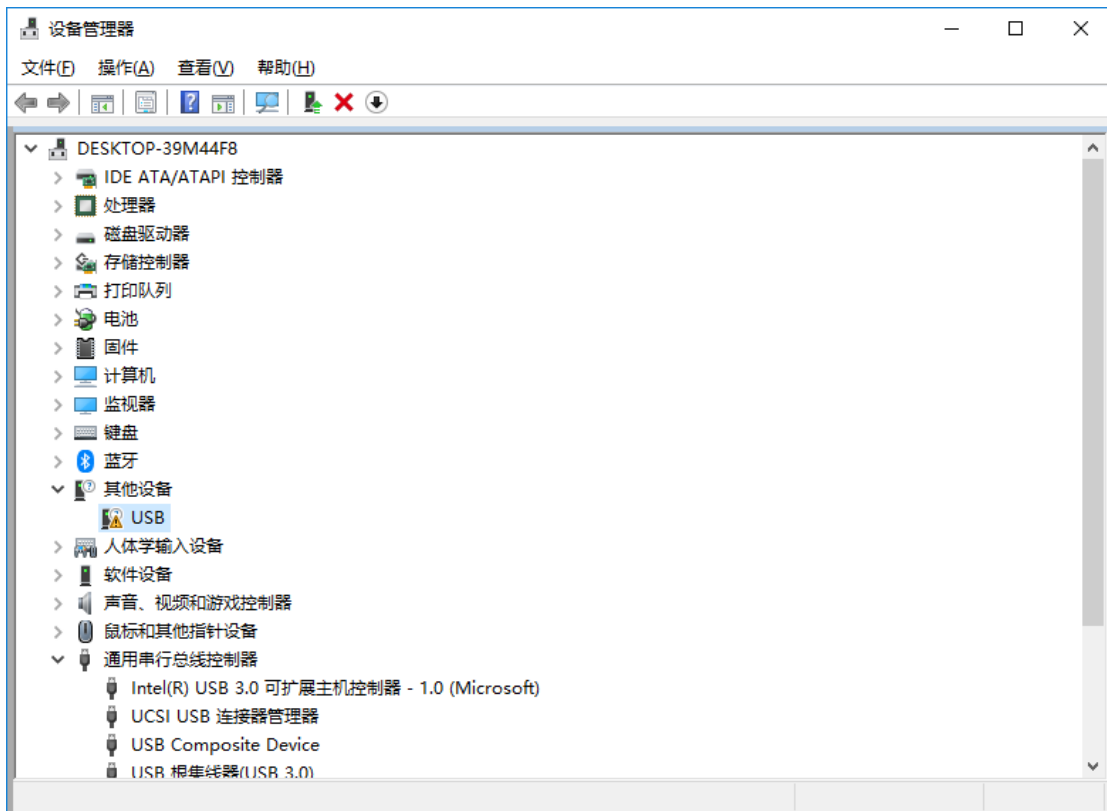 设备管理器
文件(F) 操作(A) 查看(V) 帮助(H)
DESKTOP-39M44F8
IDE ATA/ATAPI 控制器
处理器
磁盘驱动器
存储控制器
打印队列
电池
固件
计算机
监视器
键盘
蓝牙
其他设备
USB
人体学输入设备
软件设备
声音、视频和游戏控制器
鼠标和其他指针设备
通用串行总线控制器
Intel(R) USB 3.0 可扩展主机控制器 - 1.0 (Microsoft)
UCSI USB 连接器管理器
USB Composite Device
USB 根集线器(USB 3.0)